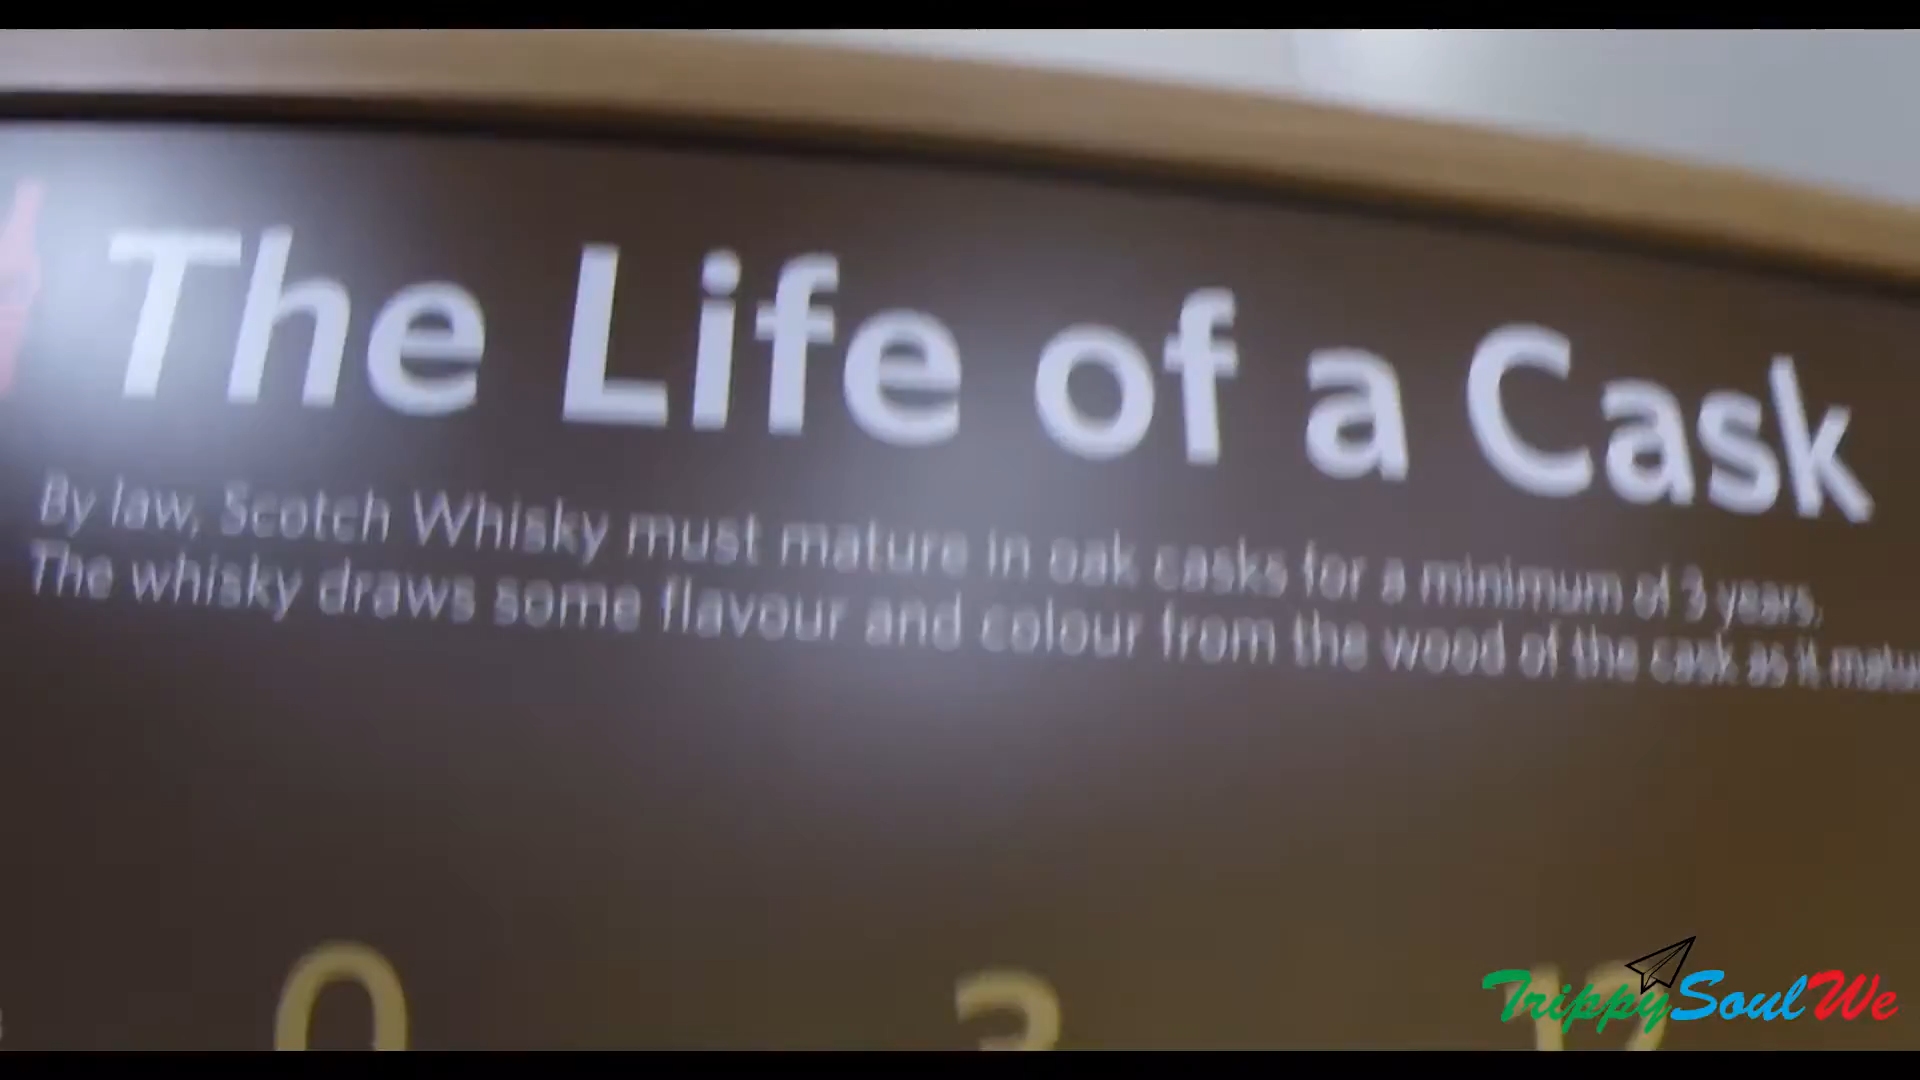 The Life of a Cask
By law, Scotch Whisky must mature in oak casks for a minimum of 3 years.
The whisky draws some flavour and colour from the wood of the cask as it
0 3 12
TrippySoulWe